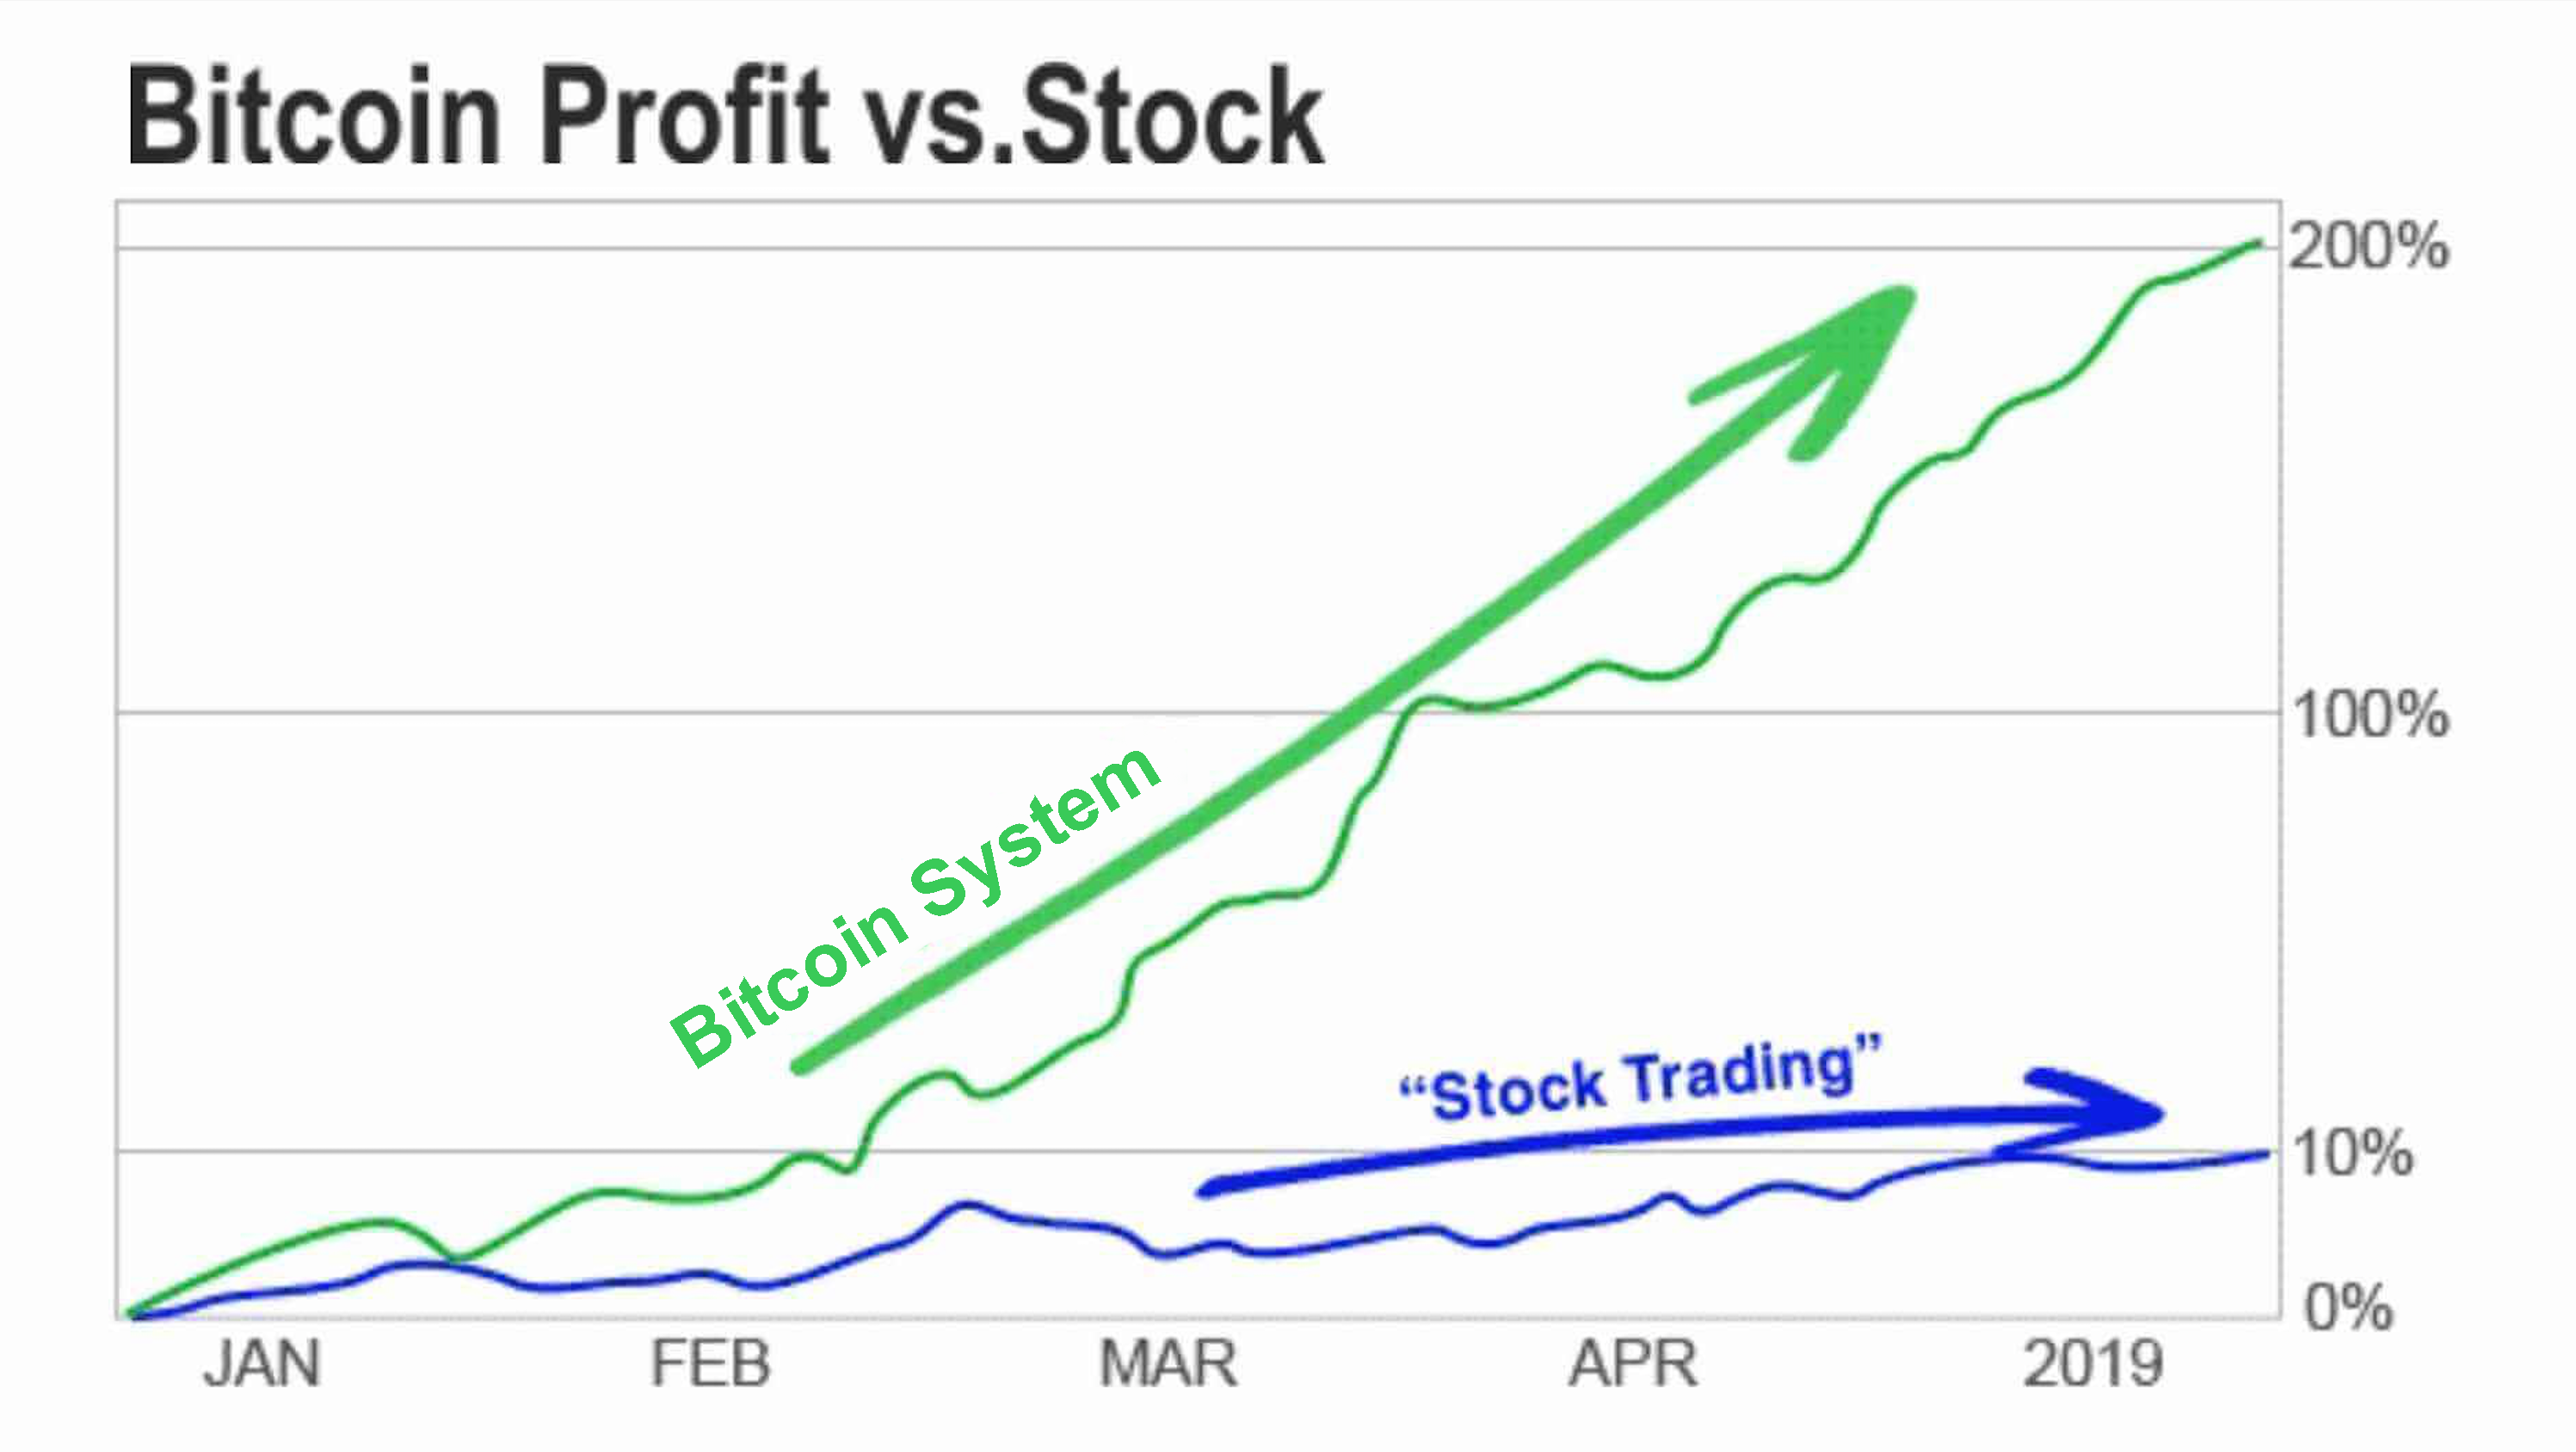 Bitcoin Profit vs.Stock
200%
100%
Bitcoin System
“Stock Trading”
10%
0%
JAN FEB MAR APR 2019